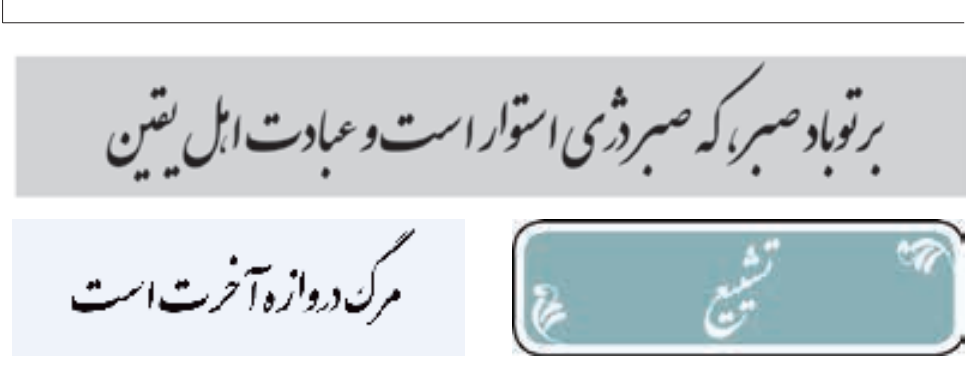 بر تو باد صبر، که صبر دژی استوار است و عبادت اهل یقین
تشییع
مرگ دروازه آخرت است